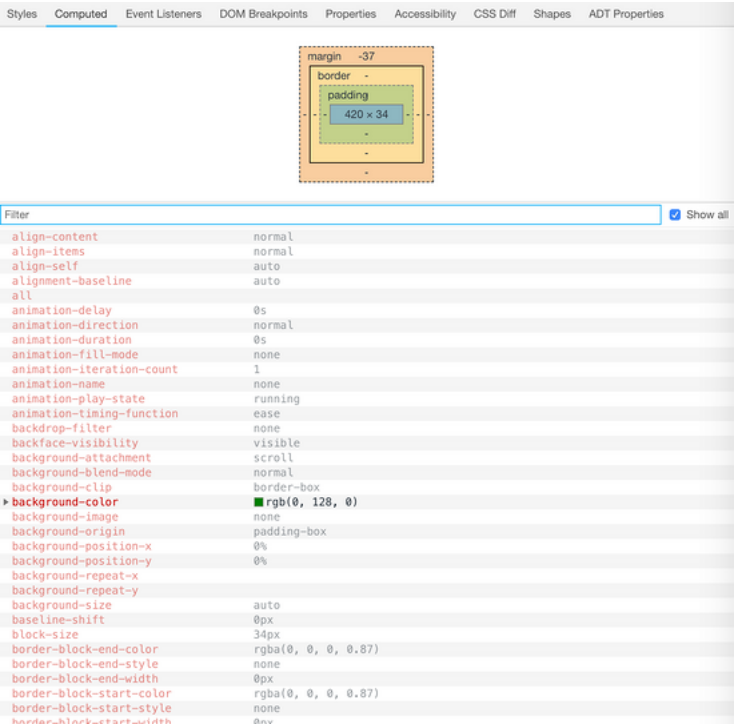 Styles Computed Event Listeners DOM Breakpoints Properties Accessibility CSS Diff Shapes ADT Properties
margin -37
border -
padding
- - - 420 × 34 - - -
-
-
-
Filter Show all
align-content normal
align-items normal
align-self auto
alignment-baseline auto
all
animation-delay 0s
animation-direction normal
animation-duration 0s
animation-fill-mode none
animation-iteration-count 1
animation-name none
animation-play-state running
animation-timing-function ease
backdrop-filter none
backface-visibility visible
background-attachment scroll
background-blend-mode normal
background-clip border-box
background-color rgb(0, 128, 0)
background-image none
background-origin padding-box
background-position-x 0%
background-position-y 0%
background-repeat-x
background-repeat-y
background-size auto
baseline-shift 0px
block-size 34px
border-block-end-color rgba(0, 0, 0, 0.87)
border-block-end-style none
border-block-end-width 0px
border-block-start-color rgba(0, 0, 0, 0.87)
border-block-start-style none
border-block-start-width 0px